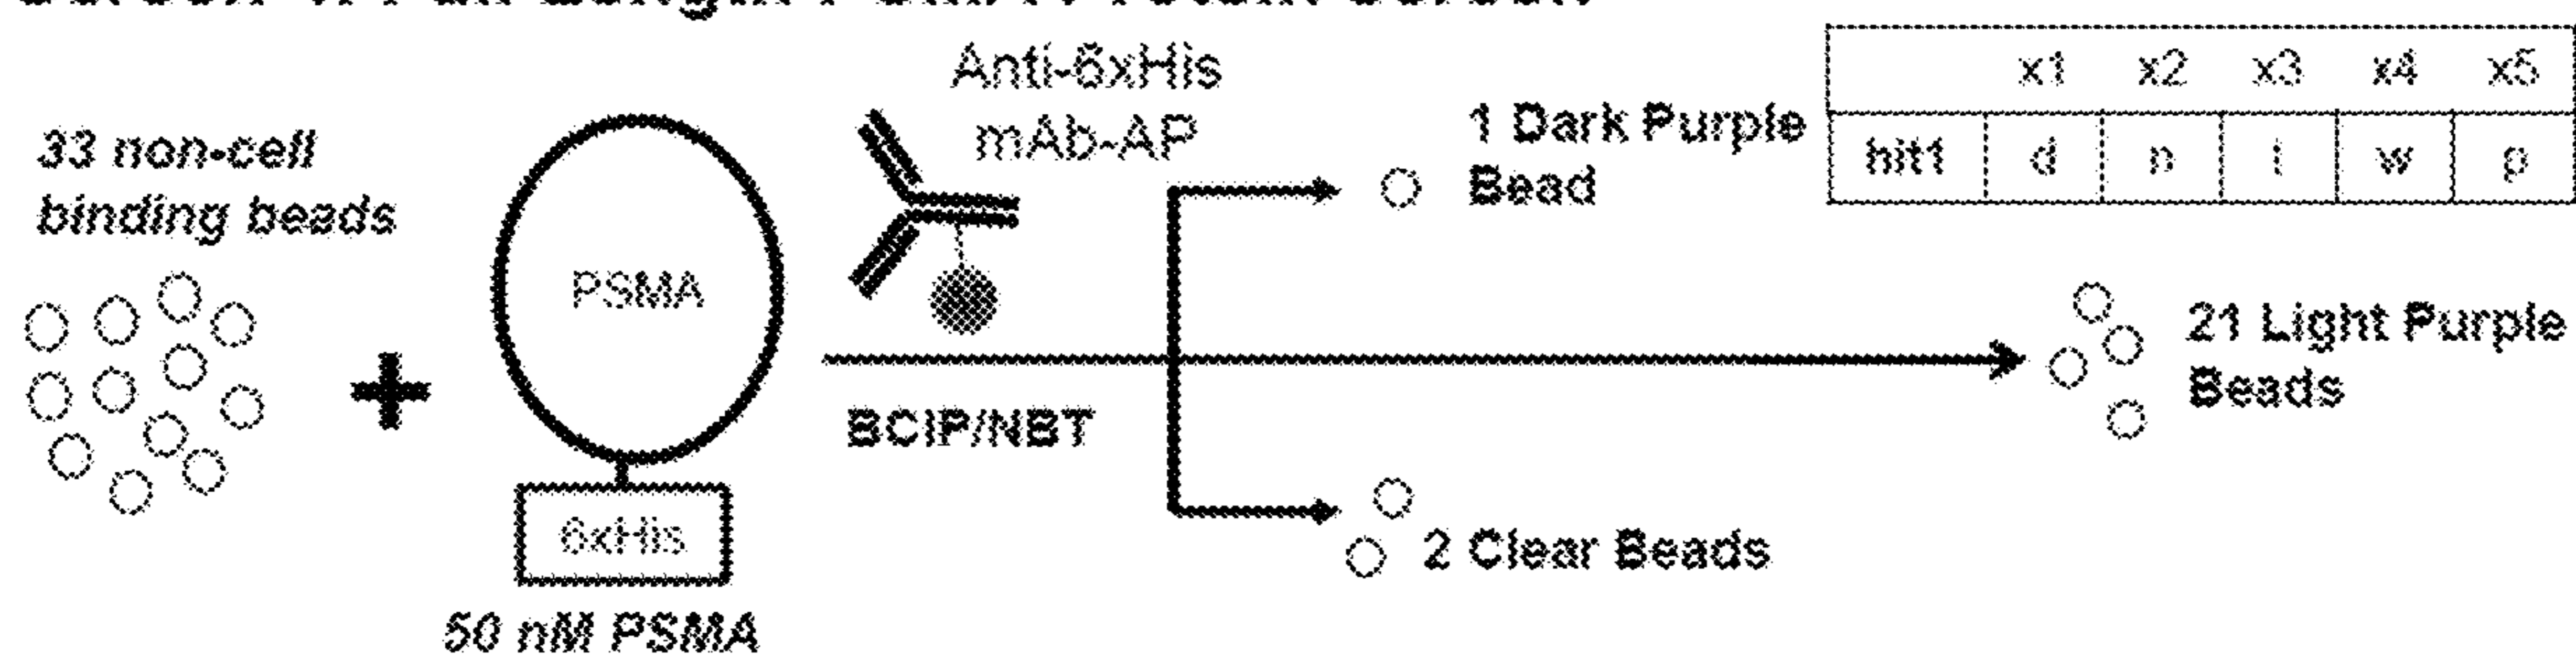 33 non-cell
binding beads
PSMA
6xHis
50 nM PSMA
Anti-6xHis
mAb-AP
BCIP/NBT
1 Dark Purple
Bead
x1 x2 x3 x4 x5
hit1 d n w p
21 Light Purple
Beads
2 Clear Beads